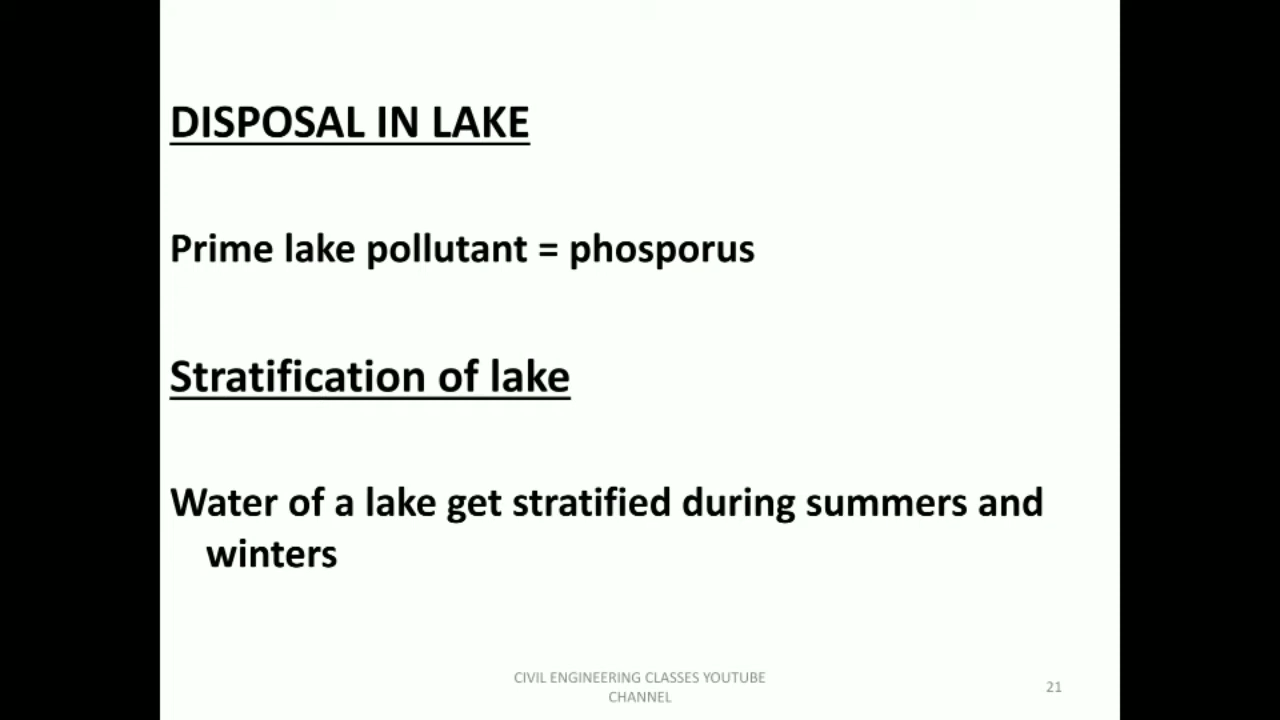 DISPOSAL IN LAKE
Prime lake pollutant = phosporus
Stratification of lake
Water of a lake get stratified during summers and
winters
CIVIL ENGINEERING CLASSES YOUTUBE
CHANNEL
21